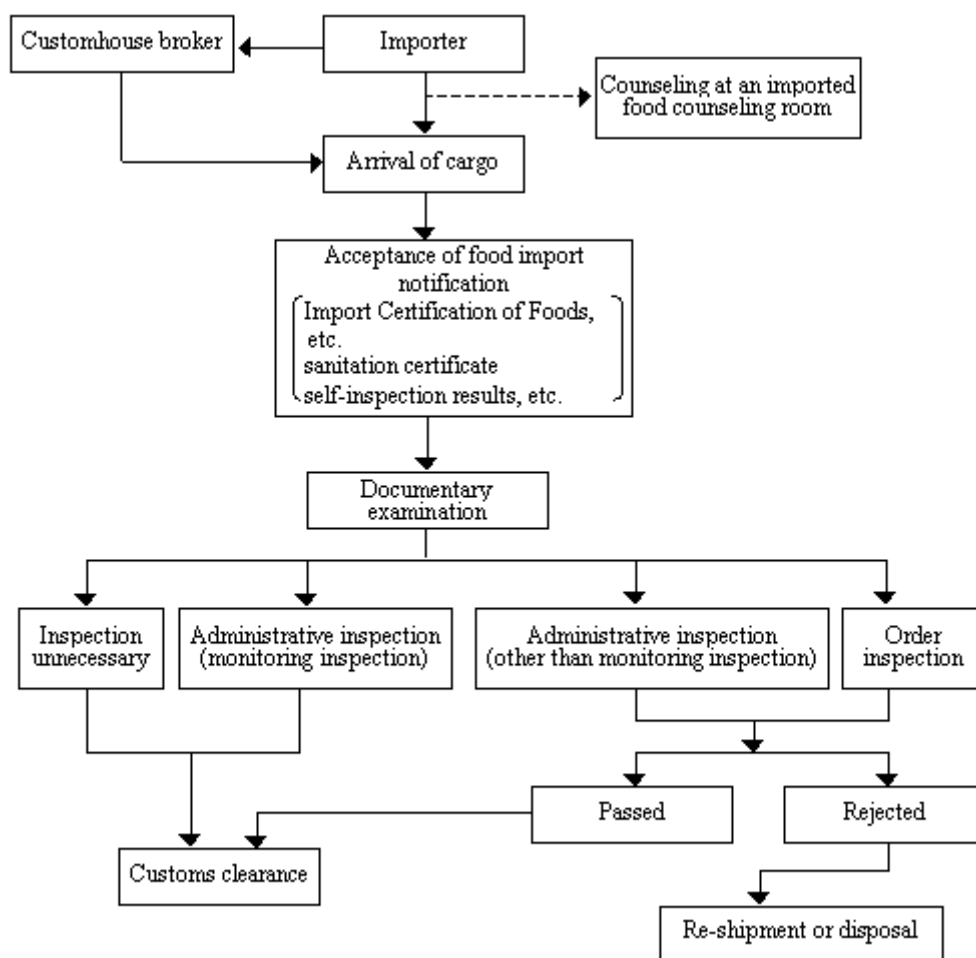 Customhouse broker
Importer
Counseling at an imported
food counseling room
Arrival of cargo
Acceptance of food import
notification
Import Certification of Foods,
etc.
sanitation certificate
self-inspection results, etc.
Documentary
examination
Inspection
unnecessary
Administrative inspection
(monitoring inspection)
Administrative inspection
(other than monitoring inspection)
Order
inspection
Passed
Rejected
Customs clearance
Re-shipment or disposal